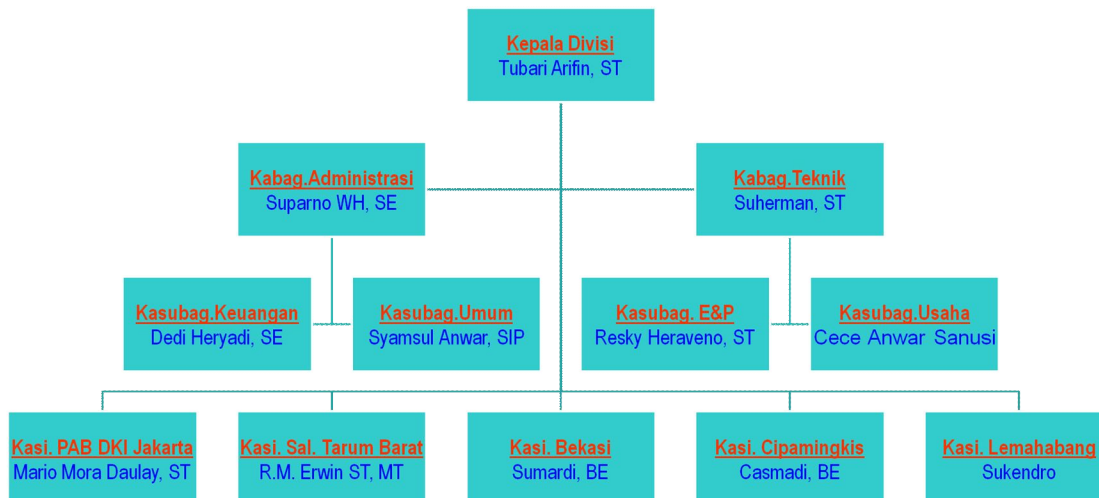 Kepala Divisi
Tubari Arifin, ST
Kabag.Administrasi
Suparno WH, SE
Kabag.Teknik
Suherman, ST
Kasubag.Keuangan
Dedi Heryadi, SE
Kasubag.Umum
Syamsul Anwar, SIP
Kasubag. E&P
Resky Heraveno, ST
Kasubag.Usaha
Cece Anwar Sanusi
Kasi. PAB DKI Jakarta
Mario Mora Daulay, ST
Kasi. Sal. Tarum Barat
R.M. Erwin ST, MT
Kasi. Bekasi
Sumardi, BE
Kasi. Cipamingkis
Casmadi, BE
Kasi. Lemahabang
Sukendro